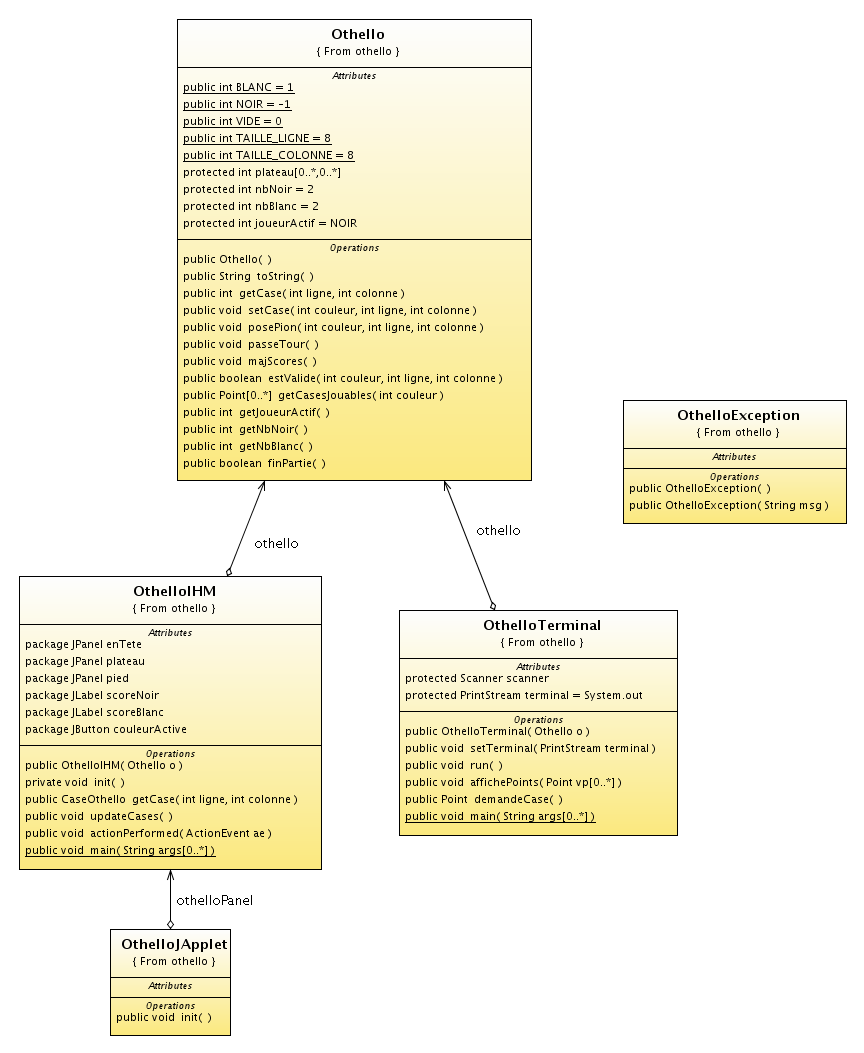 Othello
{ From othello }
Attributes
public int BLANC = 1
public int NOIR = -1
public int VIDE = 0
public int TAILLE_LIGNE = 8
public int TAILLE_COLONNE = 8
protected int plateau[0..*,0..*]
protected int nbNoir = 2
protected int nbBlanc = 2
protected int joueurActif = NOIR
Operations
public Othello( )
public String toString( )
public int getCase( int ligne, int colonne )
public void setCase( int couleur, int ligne, int colonne )
public void posePion( int couleur, int ligne, int colonne )
public void passeTour( )
public void majScores( )
public boolean estValide( int couleur, int ligne, int colonne )
public Point[0..*] getCasesJouables( int couleur )
public int getJoueurActif( )
public int getNbNoir( )
public int getNbBlanc( )
public boolean finPartie( )
OthelloException
{ From othello }
Attributes
Operations
public OthelloException( )
public OthelloException( String msg )
othello
othello
OthelloIHM
{ From othello }
Attributes
package JPanel enTete
package JPanel plateau
package JPanel pied
package JLabel scoreNoir
package JLabel scoreBlanc
package JButton couleurActive
Operations
public OthelloIHM( Othello o )
private void init( )
public CaseOthello getCase( int ligne, int colonne )
public void updateCases( )
public void actionPerformed( ActionEvent ae )
public void main( String args[0..*] )
OthelloTerminal
{ From othello }
Attributes
protected Scanner scanner
protected PrintStream terminal = System.out
Operations
public OthelloTerminal( Othello o )
public void setTerminal( PrintStream terminal )
public void run( )
public void affichePoints( Point vp[0..*] )
public Point demandeCase( )
public void main( String args[0..*] )
othelloPanel
OthelloJApplet
{ From othello }
Attributes
Operations
public void init( )